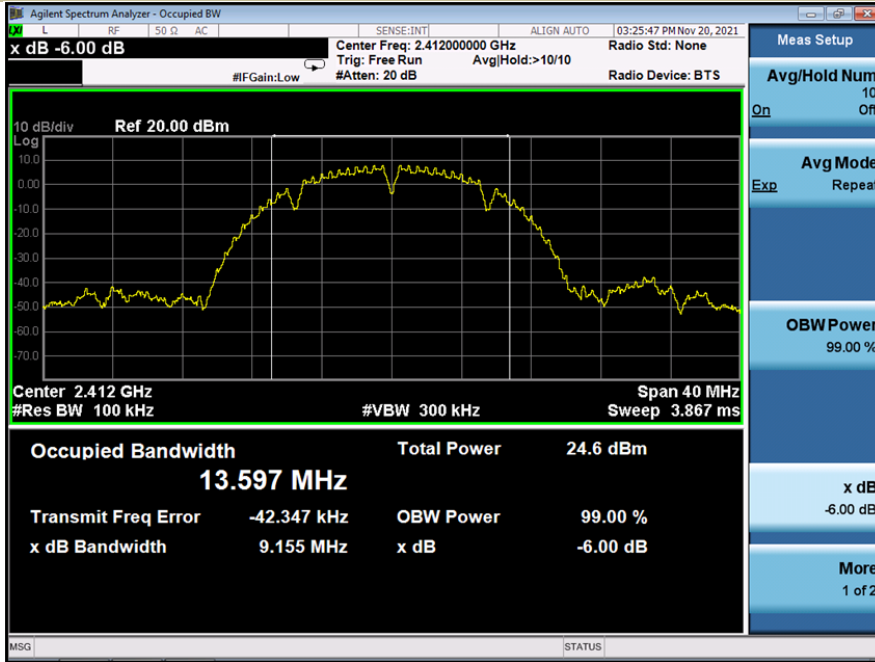 Agilent Spectrum Analyzer - Occupied BW
LXI L RF 50 Ω AC SENSE:INT ALIGN AUTO 03:25:47 PM Nov 20, 2021
x dB -6.00 dB
Center Freq: 2.412000000 GHz Radio Std: None
Trig: Free Run Avg|Hold:>10/10
#IFGain:Low #Atten: 20 dB Radio Device: BTS
10 dB/div Ref 20.00 dBm
Log
10.0
0.00
-10.0
-20.0
-30.0
-40.0
-50.0
-60.0
-70.0
Center 2.412 GHz Span 40 MHz
#Res BW 100 kHz #VBW 300 kHz Sweep 3.867 ms
Occupied Bandwidth Total Power 24.6 dBm
13.597 MHz
Transmit Freq Error -42.347 kHz OBW Power 99.00 %
x dB Bandwidth 9.155 MHz x dB -6.00 dB
MSG STATUS
Meas Setup
Avg/Hold Num
10
On Off
Avg Mode
Exp Repeat
OBW Power
99.00 %
x dB
-6.00 dB
More
1 of 2